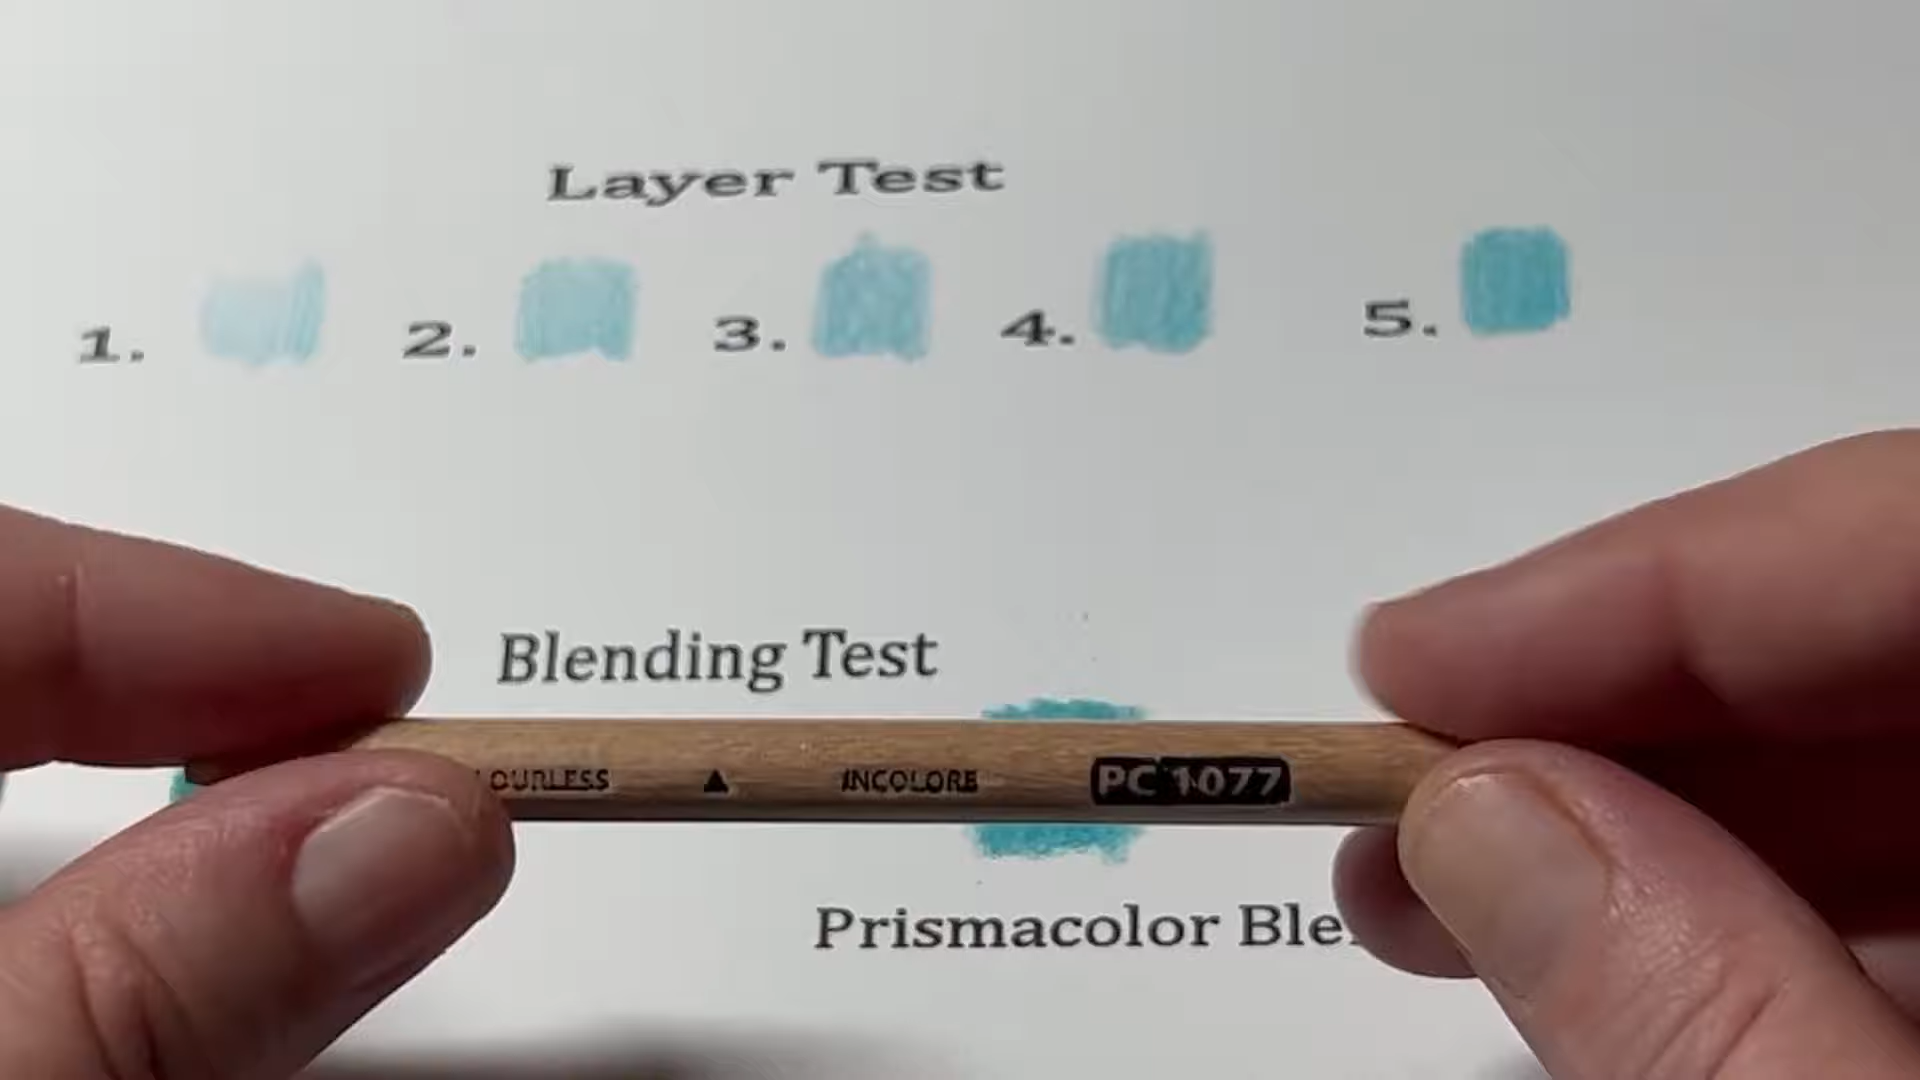 Layer Test
1. 2. 3. 4. 5.
Blending Test
OURLESS ▲ INCOLORE PC 1077
Prismacolor Ble